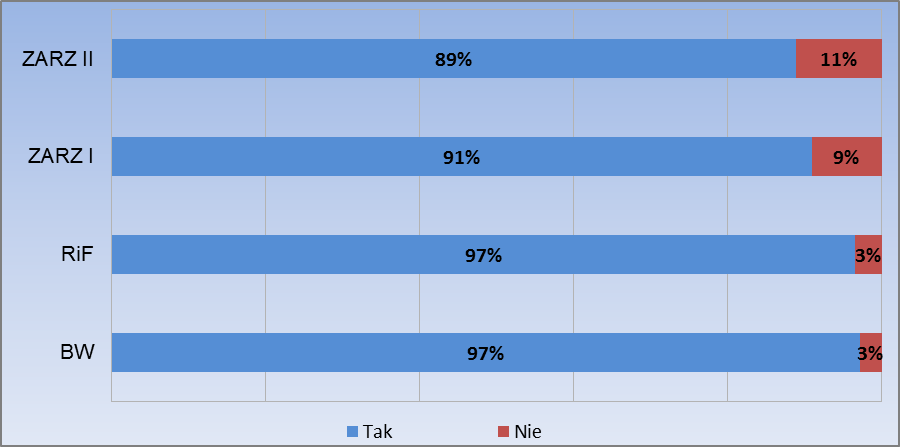 ZARZ II 89% 11%
ZARZ I 91% 9%
RiF 97% 3%
BW 97% 3%
Tak Nie